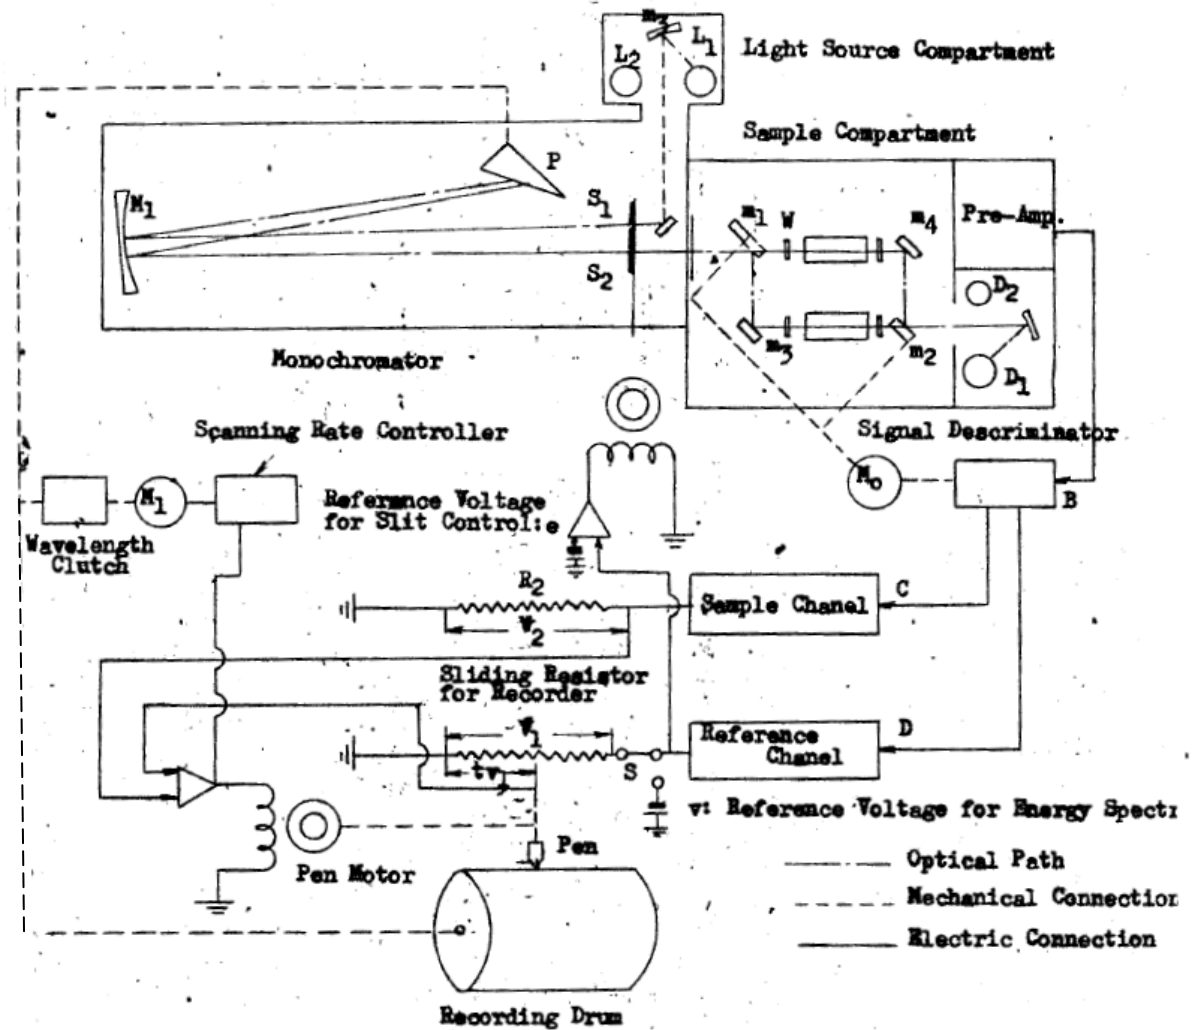 m3
L2
L1
Light Source Compartment
Sample Compartment
P
M1
S1
S2
m1
W
m4
Pre-Amp.
D2
m3
m2
D1
Monochromator
Scanning Rate Controller
Signal Descriminator
M1
Mo
B
Reference Voltage
for Slit Control:e
Wavelength
Clutch
R2
Sample Chanel
C
V2
Sliding Resistor
for Recorder
V1
Reference
Chanel
D
S
tv1
v: Reference Voltage for Energy Spectr
Pen
Pen Motor
Optical Path
Mechanical Connection
Electric Connection
Recording Drum